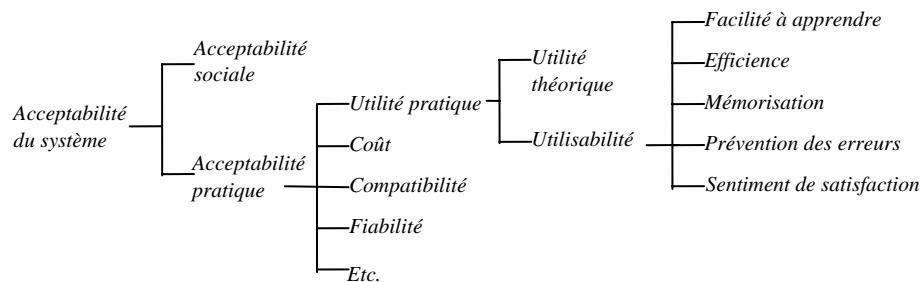 Acceptabilité
du système
Acceptabilité
sociale
Acceptabilité
pratique
Utilité pratique
Coût
Compatibilité
Fiabilité
Etc.
Utilité
théorique
Utilisabilité
Facilité à apprendre
Efficience
Mémorisation
Prévention des erreurs
Sentiment de satisfaction